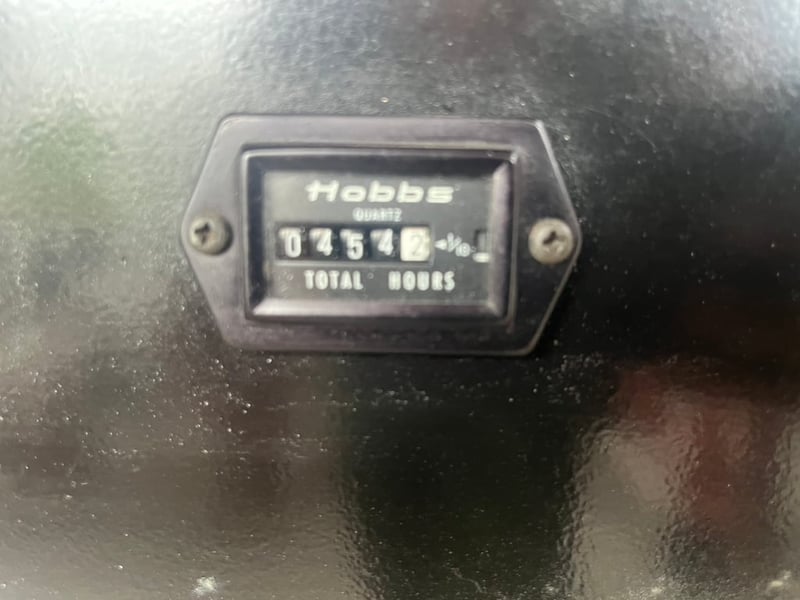 Hobbs
QUARTZ
04542 ◄1/10
TOTAL HOURS